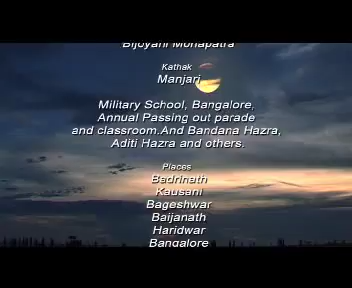 Bijoyani Mohapatra
Kathak
Manjari
Military School, Bangalore,
Annual Passing out parade
and classroom.And Bandana Hazra,
Aditi Hazra and others.
Places
Badrinath
Kausani
Bageshwar
Baijanath
Haridwar
Bangalore